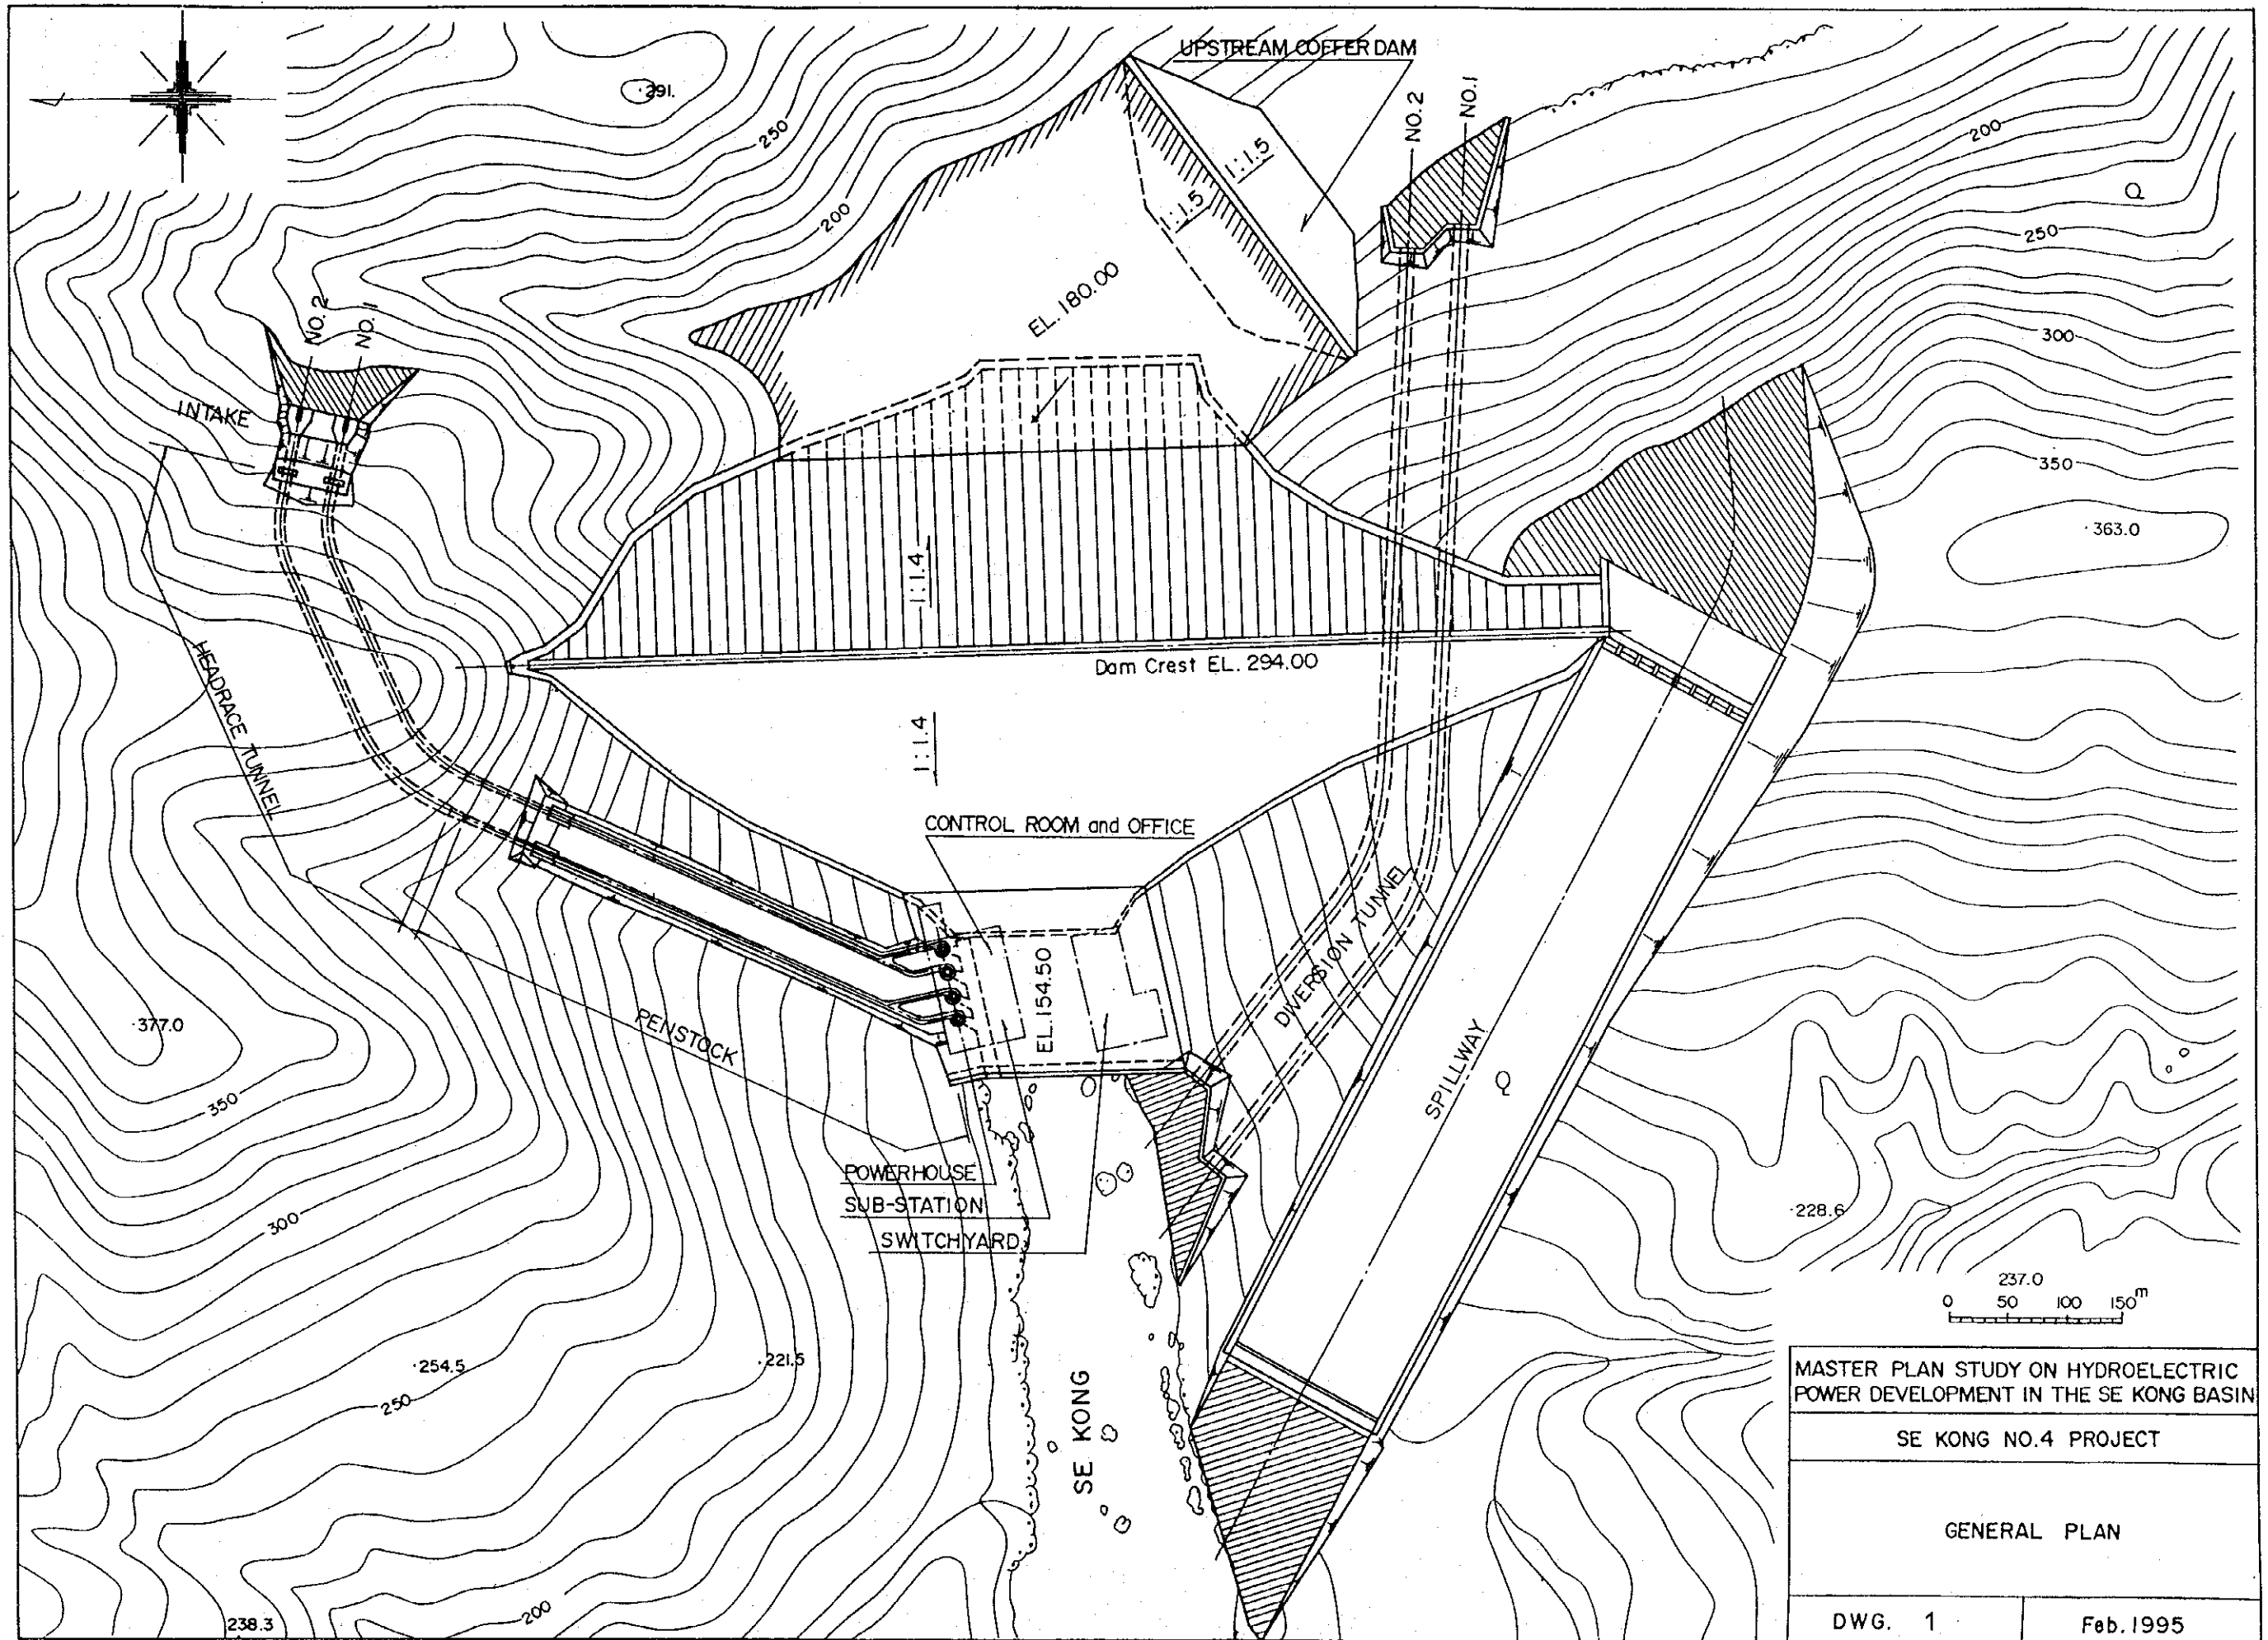 UPSTREAM COFFER DAM
·291.
250
200
NO.2
NO.1
1:1.5
1:1.5
EL. 180.00
200
Q
250
300
350
·363.0
NO.2
NO.1
INTAKE
1:1.4
Dam Crest EL. 294.00
1:1.4
HEADRACE TUNNEL
CONTROL ROOM and OFFICE
DIVERSION TUNNEL
EL.154.50
PENSTOCK
SPILLWAY
Q
·377.0
350
300
POWERHOUSE
SUB-STATION
SWITCHYARD
·228.6
·254.5
250
·221.5
SE KONG
200
238.3
237.0
0 50 100 150m
MASTER PLAN STUDY ON HYDROELECTRIC
POWER DEVELOPMENT IN THE SE KONG BASIN
SE KONG NO.4 PROJECT
GENERAL PLAN
DWG. 1
Feb.1995